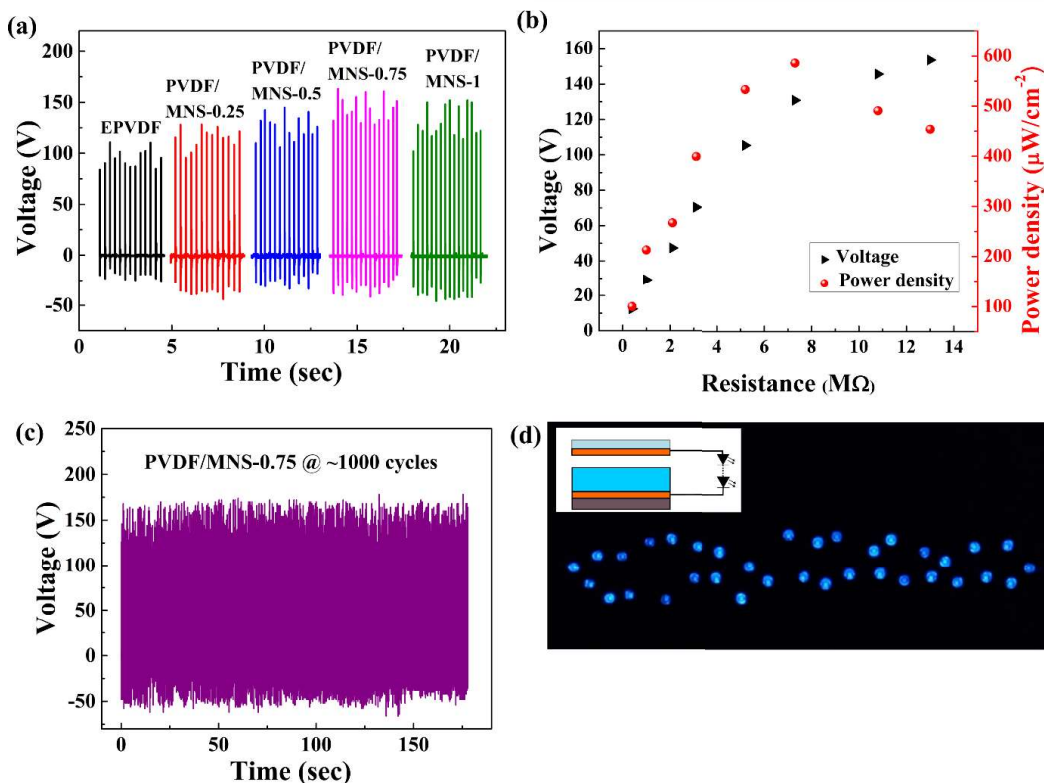 (a)
200
150
100
50
0
-50
0
5
10
15
20
Voltage (V)
Time (sec)
EPVDF
PVDF/
MNS-0.25
PVDF/
MNS-0.5
PVDF/
MNS-0.75
PVDF/
MNS-1
(b)
160
140
120
100
80
60
40
20
0
0
2
4
6
8
10
12
14
Voltage (V)
Resistance (MΩ)
600
500
400
300
200
100
Power density (µW/cm⁻²)
Voltage
Power density
(c)
250
200
150
100
50
0
-50
0
50
100
150
Voltage (V)
Time (sec)
PVDF/MNS-0.75 @ ~1000 cycles
(d)